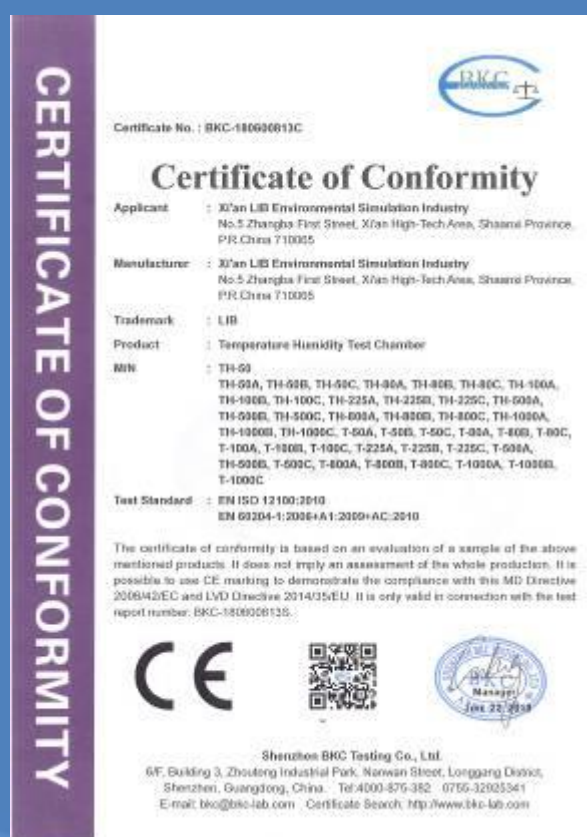 CERTIFICATE OF CONFORMITY
BKC
Certificate No. : BKC-180600813C
Certificate of Conformity
Applicant : Xi'an LIB Environmental Simulation Industry
No.5 Zhangba First Street, Xi'an High-Tech Area, Shaanxi Province,
P.R.China 710065
Manufacturer : Xi'an LIB Environmental Simulation Industry
No.5 Zhangba First Street, Xi'an High-Tech Area, Shaanxi Province,
P.R.China 710065
Trademark : LIB
Product : Temperature Humidity Test Chamber
M/N : TH-50
TH-50A, TH-50B, TH-50C, TH-80A, TH-80B, TH-80C, TH-100A,
TH-100B, TH-100C, TH-225A, TH-225B, TH-225C, TH-500A,
TH-500B, TH-500C, TH-800A, TH-800B, TH-800C, TH-1000A,
TH-1000B, TH-1000C, T-50A, T-50B, T-50C, T-80A, T-80B, T-80C,
T-100A, T-100B, T-100C, T-225A, T-225B, T-225C, T-500A,
TH-500B, T-500C, T-800A, T-800B, T-800C, T-1000A, T-1000B,
T-1000C
Test Standard : EN ISO 12100:2010
EN 60204-1:2006+A1:2009+AC:2010
The certificate of conformity is based on an evaluation of a sample of the above
mentioned products. It does not imply an assessment of the whole production. It is
possible to use CE marking to demonstrate the compliance with this MD Directive
2006/42/EC and LVD Directive 2014/35/EU. It is only valid in connection with the test
report number: BKC-180600813S.
CE
BKC
Manager
June 22, 2018
Shenzhen BKC Testing Co., Ltd.
6/F, Building 3, Zhoutong Industrial Park, Nanwan Street, Longgang District,
Shenzhen, Guangdong, China. Tel:4000-875-382 0755-32925341
E-mail: bkc@bkc-lab.com Certificate Search: http://www.bkc-lab.com